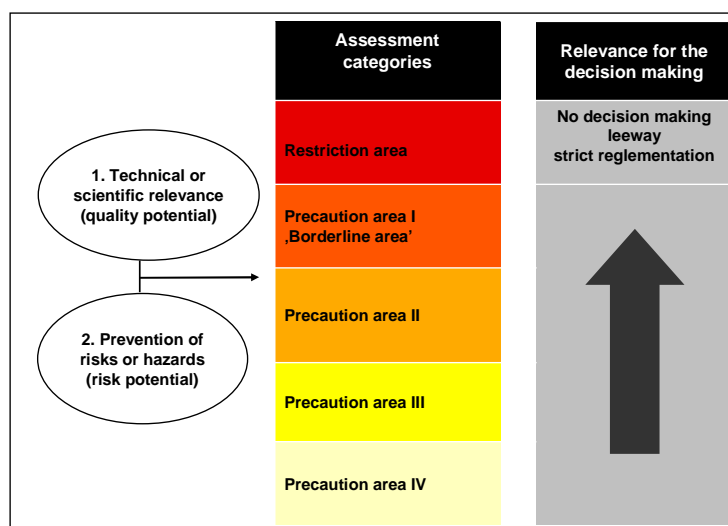 Assessment
categories
Relevance for the
decision making
No decision making
leeway
strict reglementation
Restriction area
1. Technical or
scientific relevance
(quality potential)
Precaution area I
‚Borderline area’
Precaution area II
2. Prevention of
risks or hazards
(risk potential)
Precaution area III
Precaution area IV